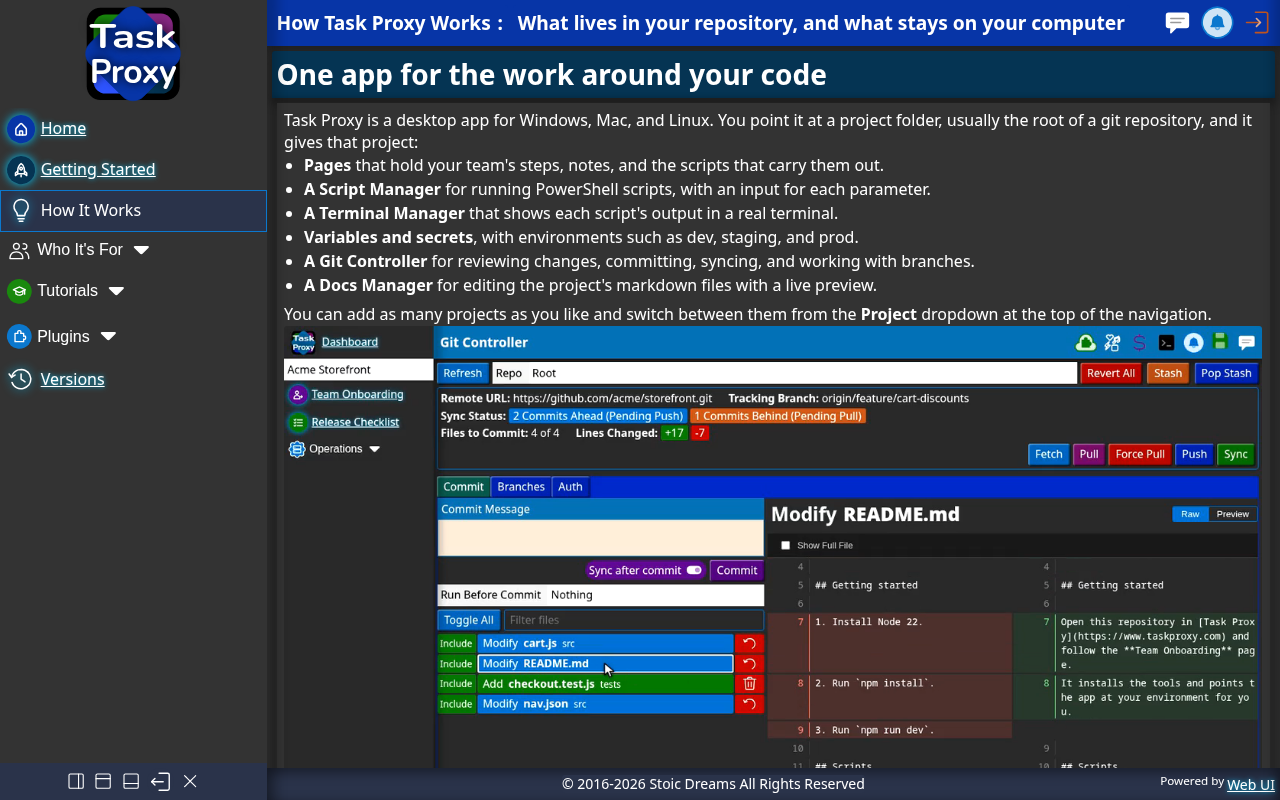 Task
Proxy
Home
Getting Started
How It Works
Who It's For
Tutorials
Plugins
Versions
How Task Proxy Works : What lives in your repository, and what stays on your computer
One app for the work around your code
Task Proxy is a desktop app for Windows, Mac, and Linux. You point it at a project folder, usually the root of a git repository, and it
gives that project:
• Pages that hold your team's steps, notes, and the scripts that carry them out.
• A Script Manager for running PowerShell scripts, with an input for each parameter.
• A Terminal Manager that shows each script's output in a real terminal.
• Variables and secrets, with environments such as dev, staging, and prod.
• A Git Controller for reviewing changes, committing, syncing, and working with branches.
• A Docs Manager for editing the project's markdown files with a live preview.
You can add as many projects as you like and switch between them from the Project dropdown at the top of the navigation.
Task
Proxy
Dashboard
Acme Storefront
Team Onboarding
Release Checklist
Operations
Git Controller
Refresh Repo Root Revert All Stash Pop Stash
Remote URL: https://github.com/acme/storefront.git Tracking Branch: origin/feature/cart-discounts
Sync Status: 2 Commits Ahead (Pending Push) 1 Commits Behind (Pending Pull)
Files to Commit: 4 of 4 Lines Changed: +17 -7
Fetch Pull Force Pull Push Sync
Commit Branches Auth
Commit Message
Sync after commit Commit
Run Before Commit Nothing
Toggle All Filter files
Include Modify cart.js src
Include Modify README.md
Include Add checkout.test.js tests
Include Modify nav.json src
Modify README.md Raw Preview
Show Full File
4 4
5 ## Getting started 5 ## Getting started
6 6
7 1. Install Node 22. 7 Open this repository in [Task Prox
y](https://www.taskproxy.com) and
follow the **Team Onboarding** pag
e.
8 2. Run `npm install`. 8 It installs the tools and points t
he app at your environment for yo
u.
9 3. Run `npm run dev`.
10 9
11 ## Scripts 10 ## Scripts
© 2016-2026 Stoic Dreams All Rights Reserved
Powered by Web UI